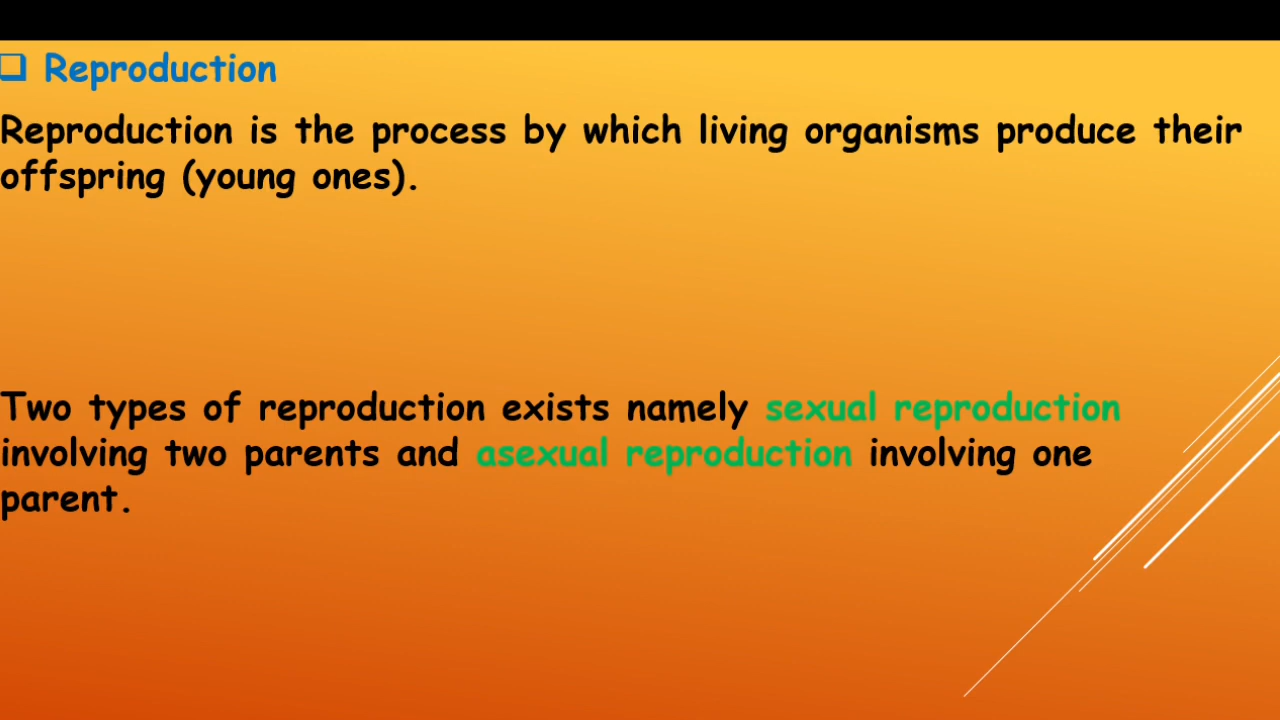 Reproduction
Reproduction is the process by which living organisms produce their
offspring (young ones).
Two types of reproduction exists namely sexual reproduction
involving two parents and asexual reproduction involving one
parent.